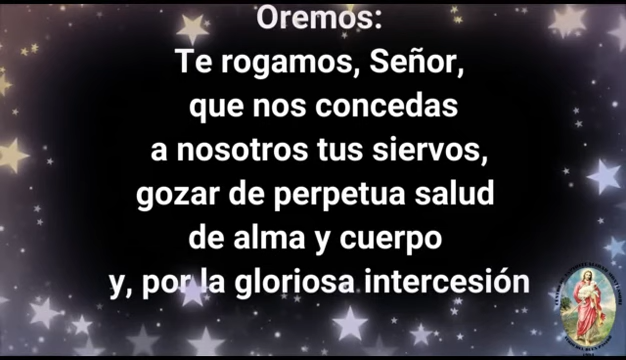 Oremos:
Te rogamos, Señor,
que nos concedas
a nosotros tus siervos,
gozar de perpetua salud
de alma y cuerpo
y, por la gloriosa intercesión